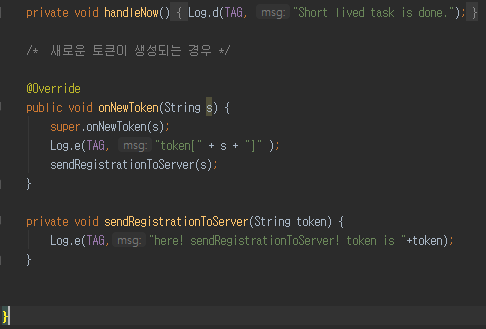 private void handleNow() { Log.d(TAG, msg: "Short lived task is done."); }
/* 새로운 토큰이 생성되는 경우 */
@Override
public void onNewToken(String s) {
super.onNewToken(s);
Log.e(TAG, msg: "token[" + s + "]" );
sendRegistrationToServer(s);
}
private void sendRegistrationToServer(String token) {
Log.e(TAG, msg: "here! sendRegistrationToServer! token is "+token);
}
}